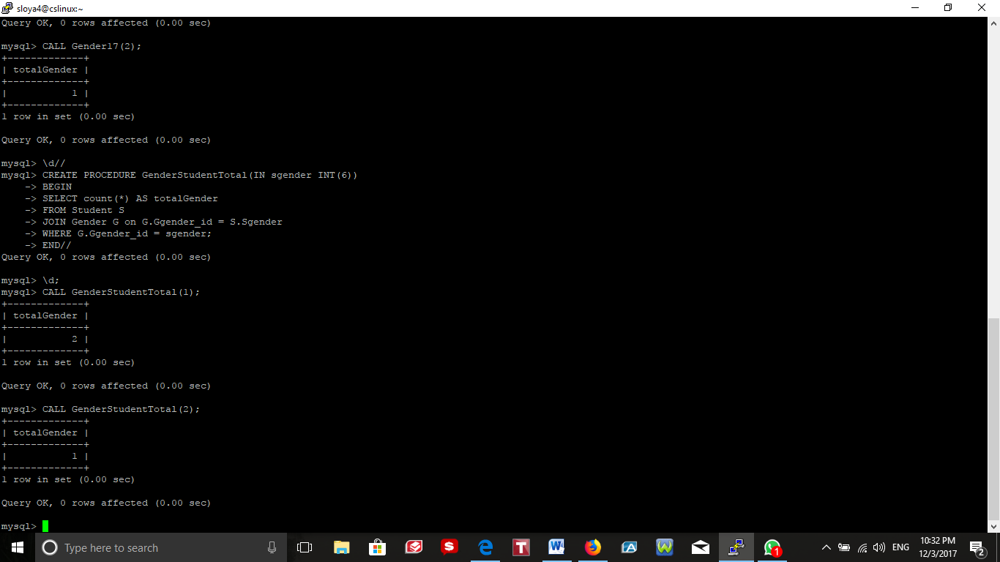 sloya4@cslinux:~
Query OK, 0 rows affected (0.00 sec)
mysql> CALL Gender17(2);
+-------------+
| totalGender |
+-------------+
|           1 |
+-------------+
1 row in set (0.00 sec)
Query OK, 0 rows affected (0.00 sec)
mysql> \d//
mysql> CREATE PROCEDURE GenderStudentTotal(IN sgender INT(6))
    -> BEGIN
    -> SELECT count(*) AS totalGender
    -> FROM Student S
    -> JOIN Gender G on G.Ggender_id = S.Sgender
    -> WHERE G.Ggender_id = sgender;
    -> END//
Query OK, 0 rows affected (0.00 sec)
mysql> \d;
mysql> CALL GenderStudentTotal(1);
+-------------+
| totalGender |
+-------------+
|           2 |
+-------------+
1 row in set (0.00 sec)
Query OK, 0 rows affected (0.00 sec)
mysql> CALL GenderStudentTotal(2);
+-------------+
| totalGender |
+-------------+
|           1 |
+-------------+
1 row in set (0.00 sec)
Query OK, 0 rows affected (0.00 sec)
mysql>
Type here to search
S
T
W
W
1
ENG
10:32 PM
12/3/2017
2